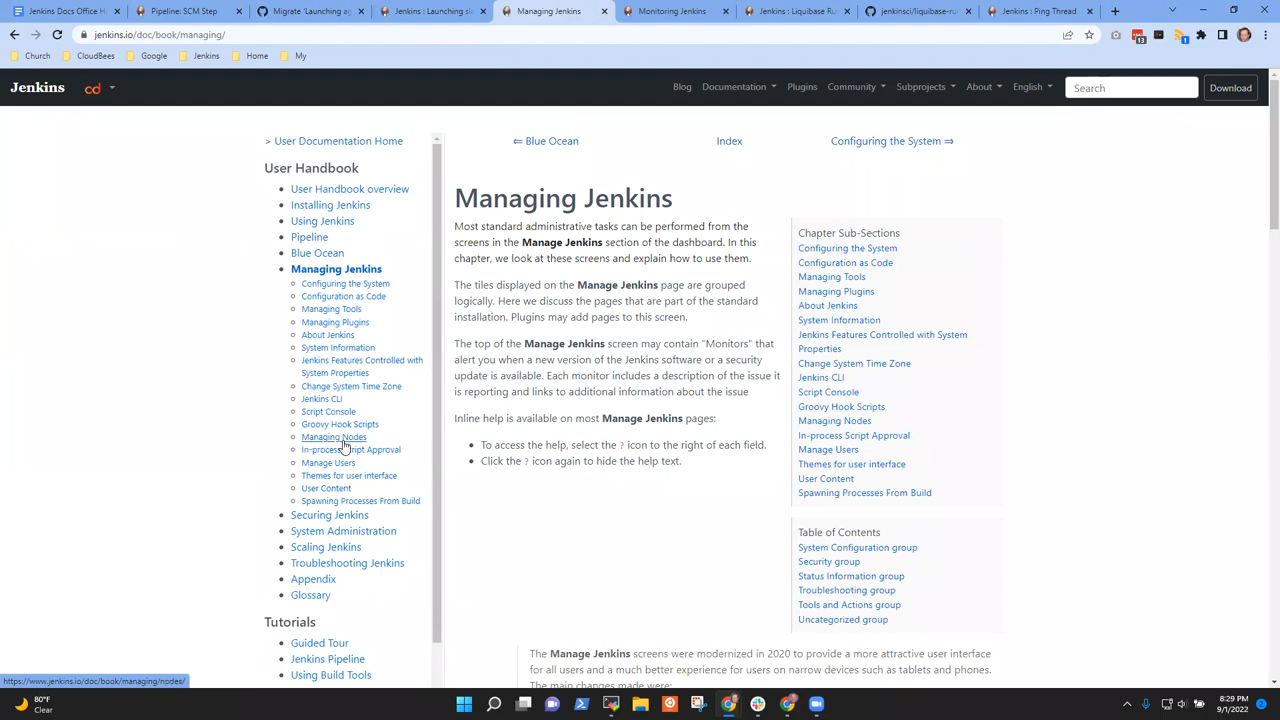 Jenkins Docs Office H
Pipeline: SCM Step
Migrate 'Launching ag
Jenkins : Launching sla
Managing Jenkins
Monitoring Jenkins
Jenkins : Liquibase Ru
jenkinsci/liquibase-ru
Jenkins : Ping Thread
jenkins.io/doc/book/managing/
Church
CloudBees
Google
Jenkins
Home
My
Jenkins
cd
Blog
Documentation
Plugins
Community
Subprojects
About
English
Search
Download
> User Documentation Home
⇐ Blue Ocean
Index
Configuring the System ⇒
User Handbook
User Handbook overview
Installing Jenkins
Using Jenkins
Pipeline
Blue Ocean
Managing Jenkins
Configuring the System
Configuration as Code
Managing Tools
Managing Plugins
About Jenkins
System Information
Jenkins Features Controlled with
System Properties
Change System Time Zone
Jenkins CLI
Script Console
Groovy Hook Scripts
Managing Nodes
In-process Script Approval
Manage Users
Themes for user interface
User Content
Spawning Processes From Build
Securing Jenkins
System Administration
Scaling Jenkins
Troubleshooting Jenkins
Appendix
Glossary
Tutorials
Guided Tour
Jenkins Pipeline
Using Build Tools
Managing Jenkins
Most standard administrative tasks can be performed from the
screens in the Manage Jenkins section of the dashboard. In this
chapter, we look at these screens and explain how to use them.
The tiles displayed on the Manage Jenkins page are grouped
logically. Here we discuss the pages that are part of the standard
installation. Plugins may add pages to this screen.
The top of the Manage Jenkins screen may contain "Monitors" that
alert you when a new version of the Jenkins software or a security
update is available. Each monitor includes a description of the issue it
is reporting and links to additional information about the issue
Inline help is available on most Manage Jenkins pages:
To access the help, select the ? icon to the right of each field.
Click the ? icon again to hide the help text.
Chapter Sub-Sections
Configuring the System
Configuration as Code
Managing Tools
Managing Plugins
About Jenkins
System Information
Jenkins Features Controlled with System
Properties
Change System Time Zone
Jenkins CLI
Script Console
Groovy Hook Scripts
Managing Nodes
In-process Script Approval
Manage Users
Themes for user interface
User Content
Spawning Processes From Build
Table of Contents
System Configuration group
Security group
Status Information group
Troubleshooting group
Tools and Actions group
Uncategorized group
The Manage Jenkins screens were modernized in 2020 to provide a more attractive user interface
for all users and a much better experience for users on narrow devices such as tablets and phones.
The main changes made were:
https://www.jenkins.io/doc/book/managing/nodes/
80°F
Clear
8:29 PM
9/1/2022